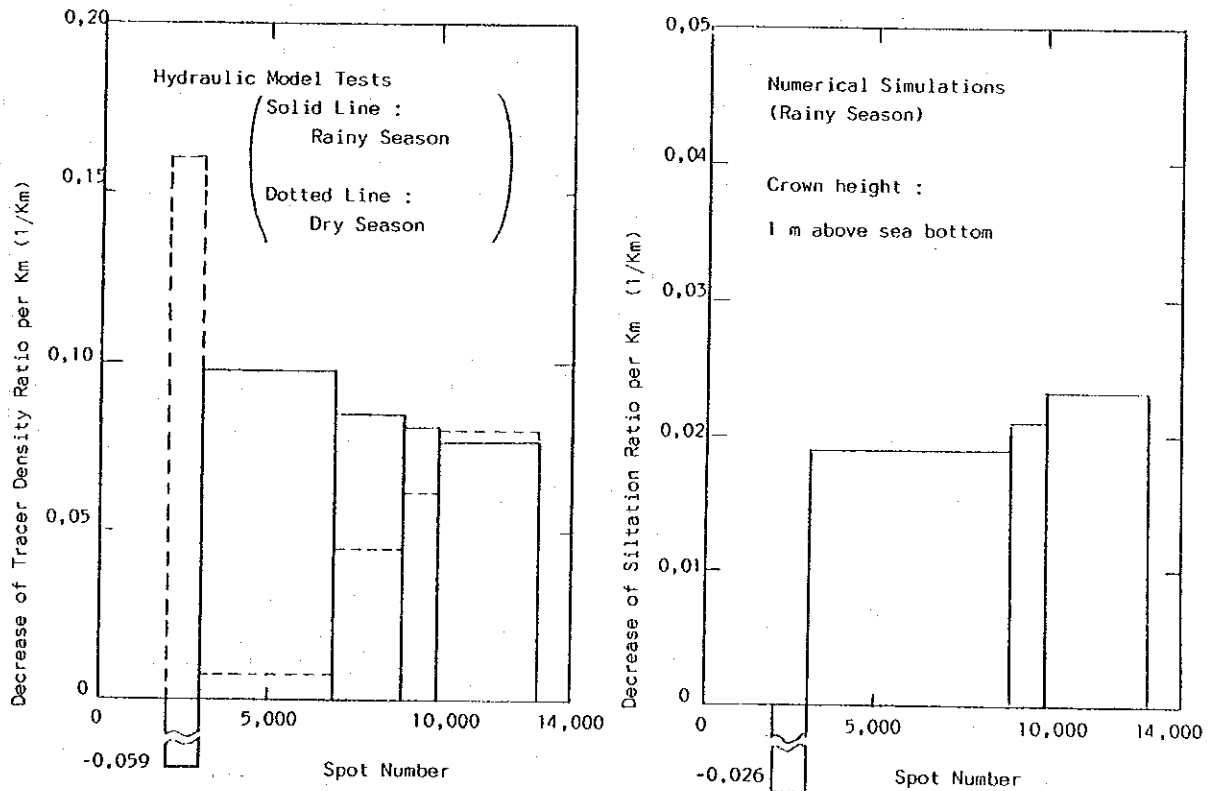 0,20
Hydraulic Model Tests
Solid Line :
Rainy Season
Dotted Line :
Dry Season
0,15
0,10
0,05
0
Decrease of Tracer Density Ratio per Km (1/Km)
0
5,000
10,000
14,000
-0,059
Spot Number
0,05
Numerical Simulations
(Rainy Season)
Crown height :
1 m above sea bottom
0,04
0,03
0,02
0,01
0
Decrease of Siltation Ratio per Km (1/Km)
0
5,000
10,000
14,000
-0,026
Spot Number